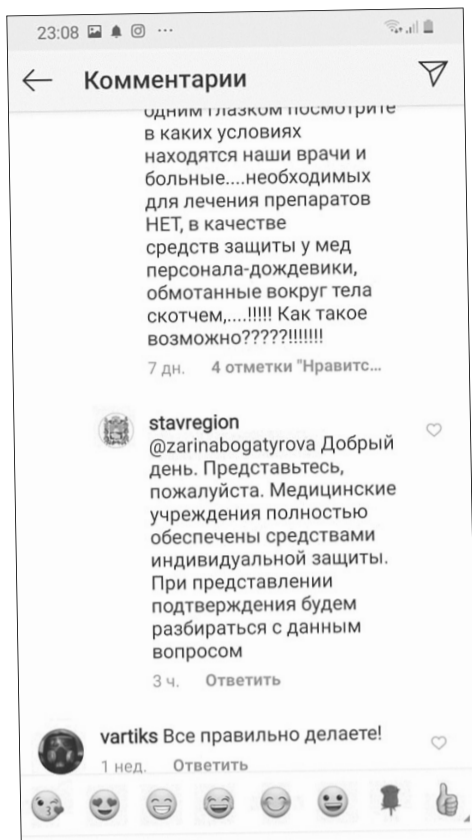 23:08
Комментарии
одним глазком посмотрите
в каких условиях
находятся наши врачи и
больные....необходимых
для лечения препаратов
НЕТ, в качестве
средств защиты у мед
персонала-дождевики,
обмотанные вокруг тела
скотчем,....!!!!! Как такое
возможно?????!!!!!!!
7 дн. 4 отметки "Нравитс...
stavregion
@zarinabogatyrova Добрый
день. Представьтесь,
пожалуйста. Медицинские
учреждения полностью
обеспечены средствами
индивидуальной защиты.
При представлении
подтверждения будем
разбираться с данным
вопросом
3 ч. Ответить
vartiks Все правильно делаете!
1 нед. Ответить